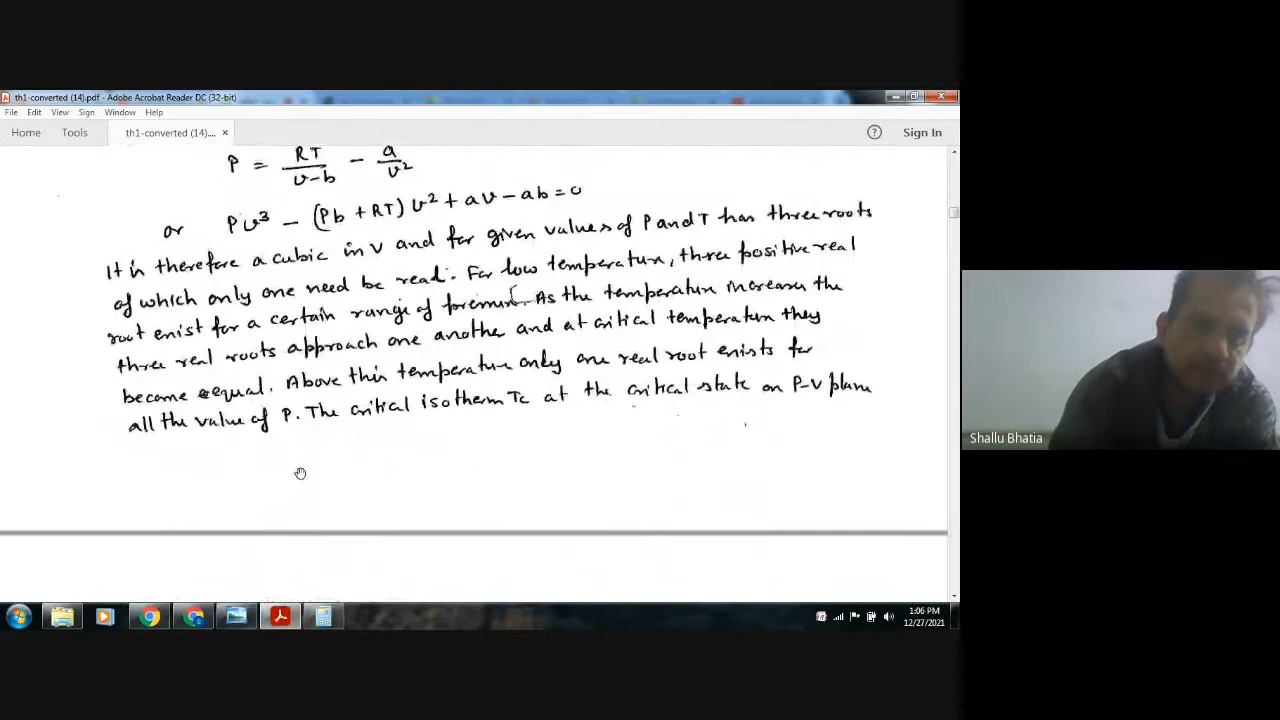 th1-converted (14).pdf - Adobe Acrobat Reader DC (32-bit)
File Edit View Sign Window Help
Home Tools th1-converted (14).... × ? Sign In
P = RT/(v-b) - a/v²
or Pv³ - (Pb + RT) v² + av - ab = 0
It is therefore a cubic in v and for given values of P and T has three roots
of which only one need be real. For low temperature, three positive real
root exist for a certain range of pressure. As the temperature increases the
three real roots approach one another and at critical temperature they
become equal. Above this temperature only one real root exists for
all the value of P. The critical isotherm Tc at the critical state on P-v plane
Shallu Bhatia
1:06 PM
12/27/2021